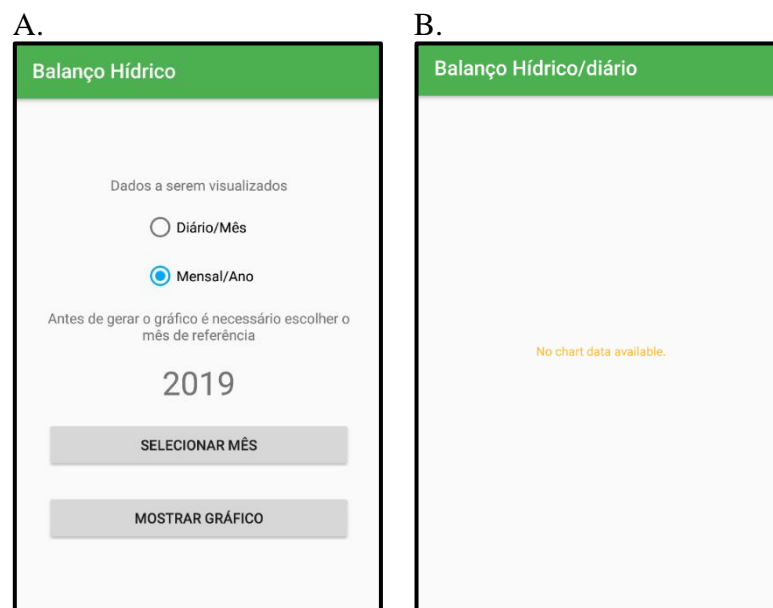 A.
Balanço Hídrico
Dados a serem visualizados
Diário/Mês
Mensal/Ano
Antes de gerar o gráfico é necessário escolher o
mês de referência
2019
SELECIONAR MÊS
MOSTRAR GRÁFICO
B.
Balanço Hídrico/diário
No chart data available.